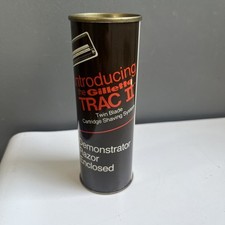 Introducing
the Gillette
TRAC II
Twin Blade
Cartridge Shaving System
Demonstrator
Razor
Enclosed